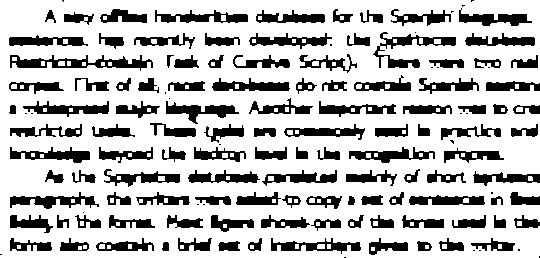 A new offline handwritten database for the Spanish language,
sentences, has recently been developed: the Spartacus database
Restricted-domain Task of Cursive Script). There were two real
corpus. First of all, most databases do not contain Spanish
a widespread major language. Another important reason was to
restricted tasks. These tasks are commonly used in practice and
knowledge beyond the lexicon level in the recognition process.
As the Spartacus database consisted mainly of short sentence
paragraphs, the writers were asked to copy a set of sentences in
fields in the forms. Next figure shows one of the forms used in the
forms also contain a brief set of instructions given to the writer.